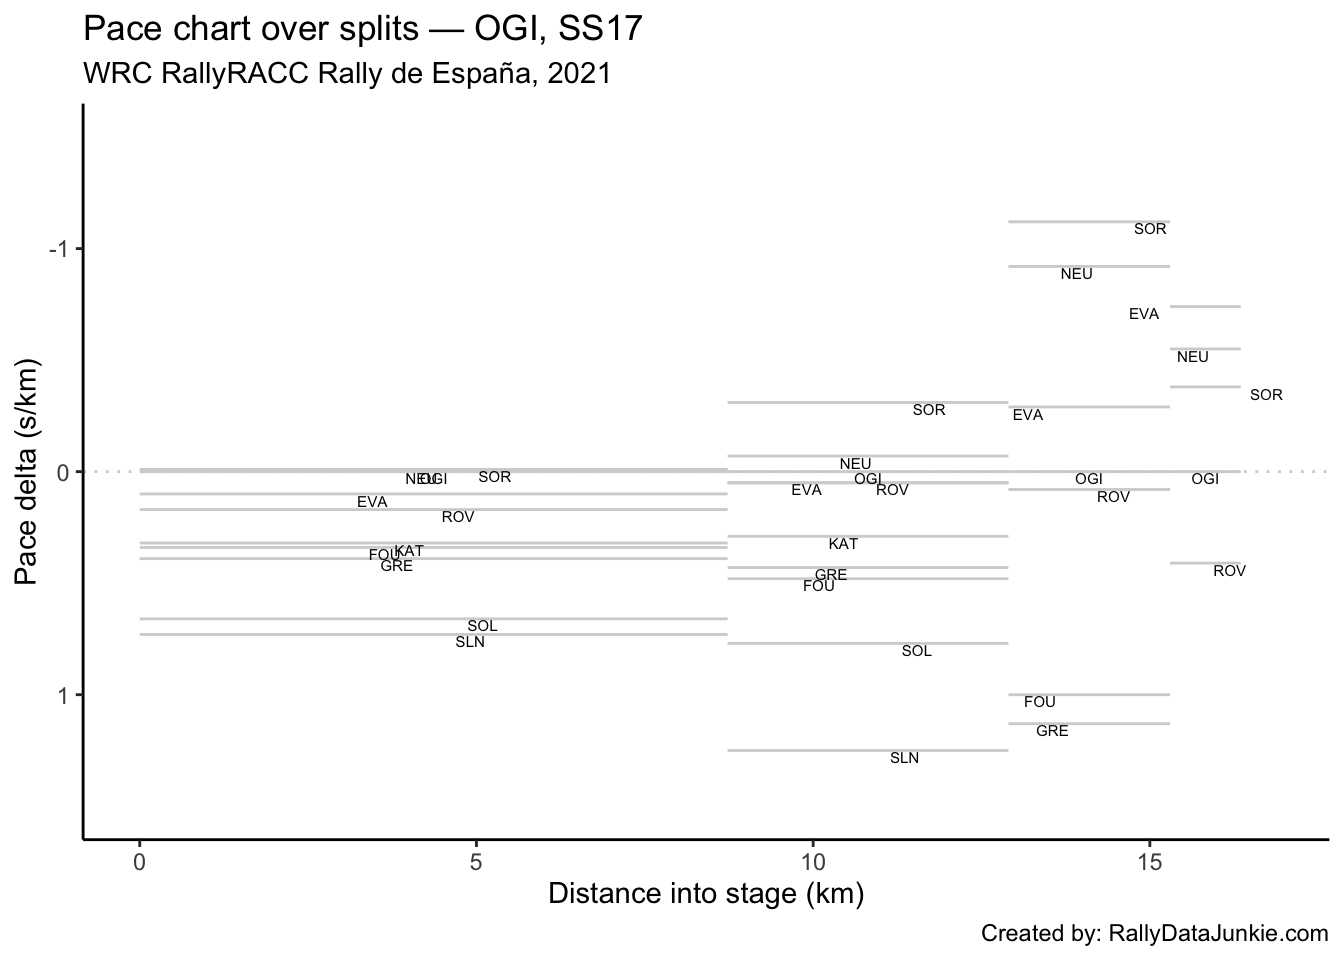 Pace chart over splits — OGI, SS17
WRC RallyRACC Rally de España, 2021
SOR
-1
NEU
EVA
NEU
SOR
SOR
EVA
NEU
0
NEU OGI SOR
OGI
OGI
OGI
EVA
ROV
ROV
EVA
ROV
KAT
KAT
FOU
GRE
ROV
GRE
FOU
SOL
SLN
SOL
1
FOU
GRE
SLN
Pace delta (s/km)
0 5 10 15
Distance into stage (km)
Created by: RallyDataJunkie.com